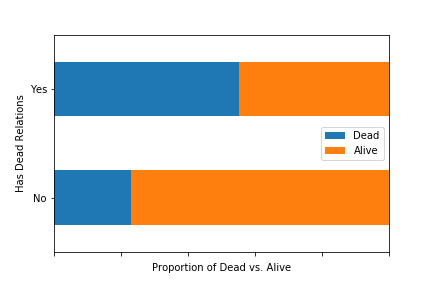 Has Dead Relations
Yes
No
Dead
Alive
Proportion of Dead vs. Alive